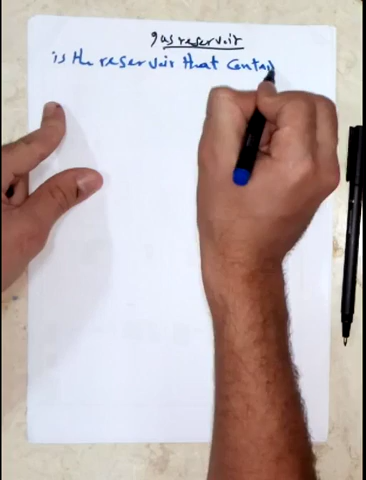 gas reservoir
is the reservoir that Contai